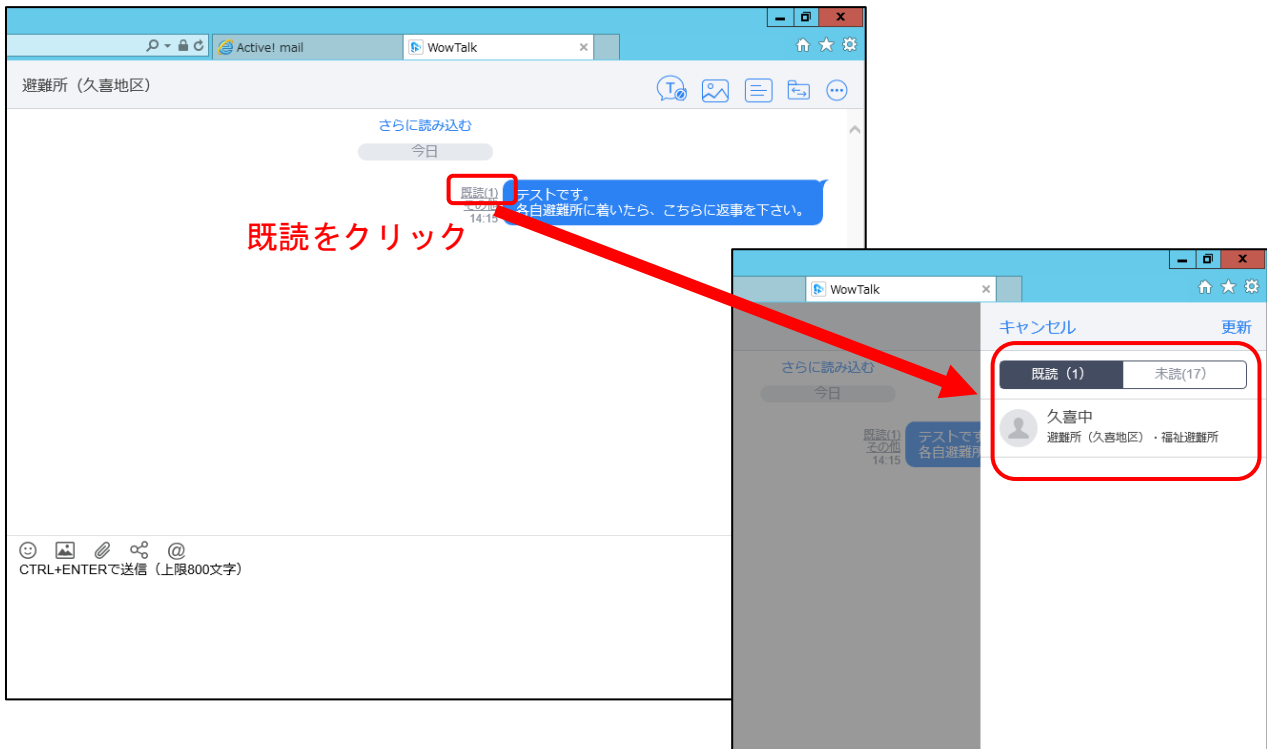 Active! mail
WowTalk
避難所（久喜地区）
さらに読み込む
今日
既読(1)
その他
14:15
テストです。
各自避難所に着いたら、こちらに返事を下さい。
既読をクリック
CTRL+ENTERで送信（上限800文字）
WowTalk
キャンセル
更新
既読（1）
未読(17)
久喜中
避難所（久喜地区）・福祉避難所
さらに読み込む
今日
既読(1)
その他
14:15
テストです
各自避難所